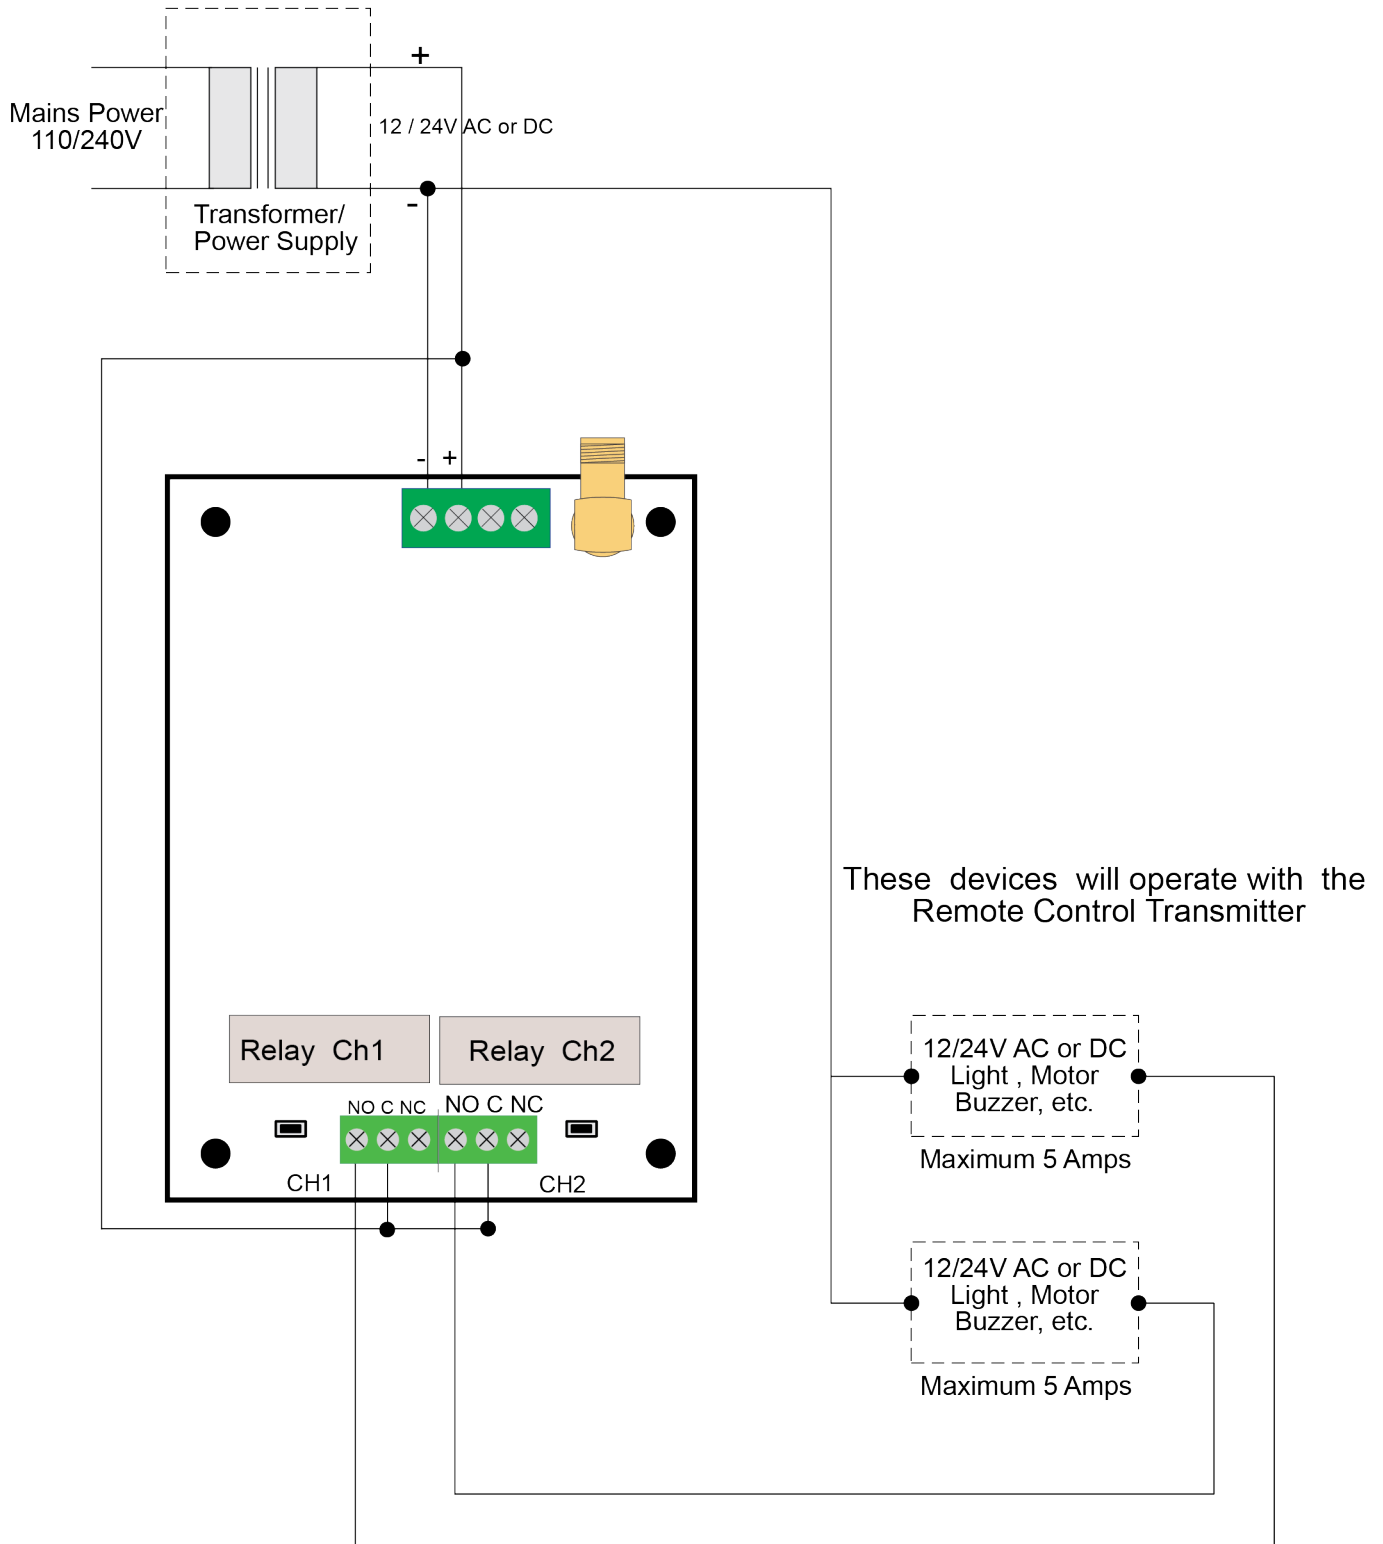 +
Mains Power
110/240V
12 / 24V AC or DC
-
Transformer/
Power Supply
- +
These devices will operate with the
Remote Control Transmitter
Relay Ch1
Relay Ch2
12/24V AC or DC
Light , Motor
Buzzer, etc.
Maximum 5 Amps
NO C NC
NO C NC
CH1
CH2
12/24V AC or DC
Light , Motor
Buzzer, etc.
Maximum 5 Amps